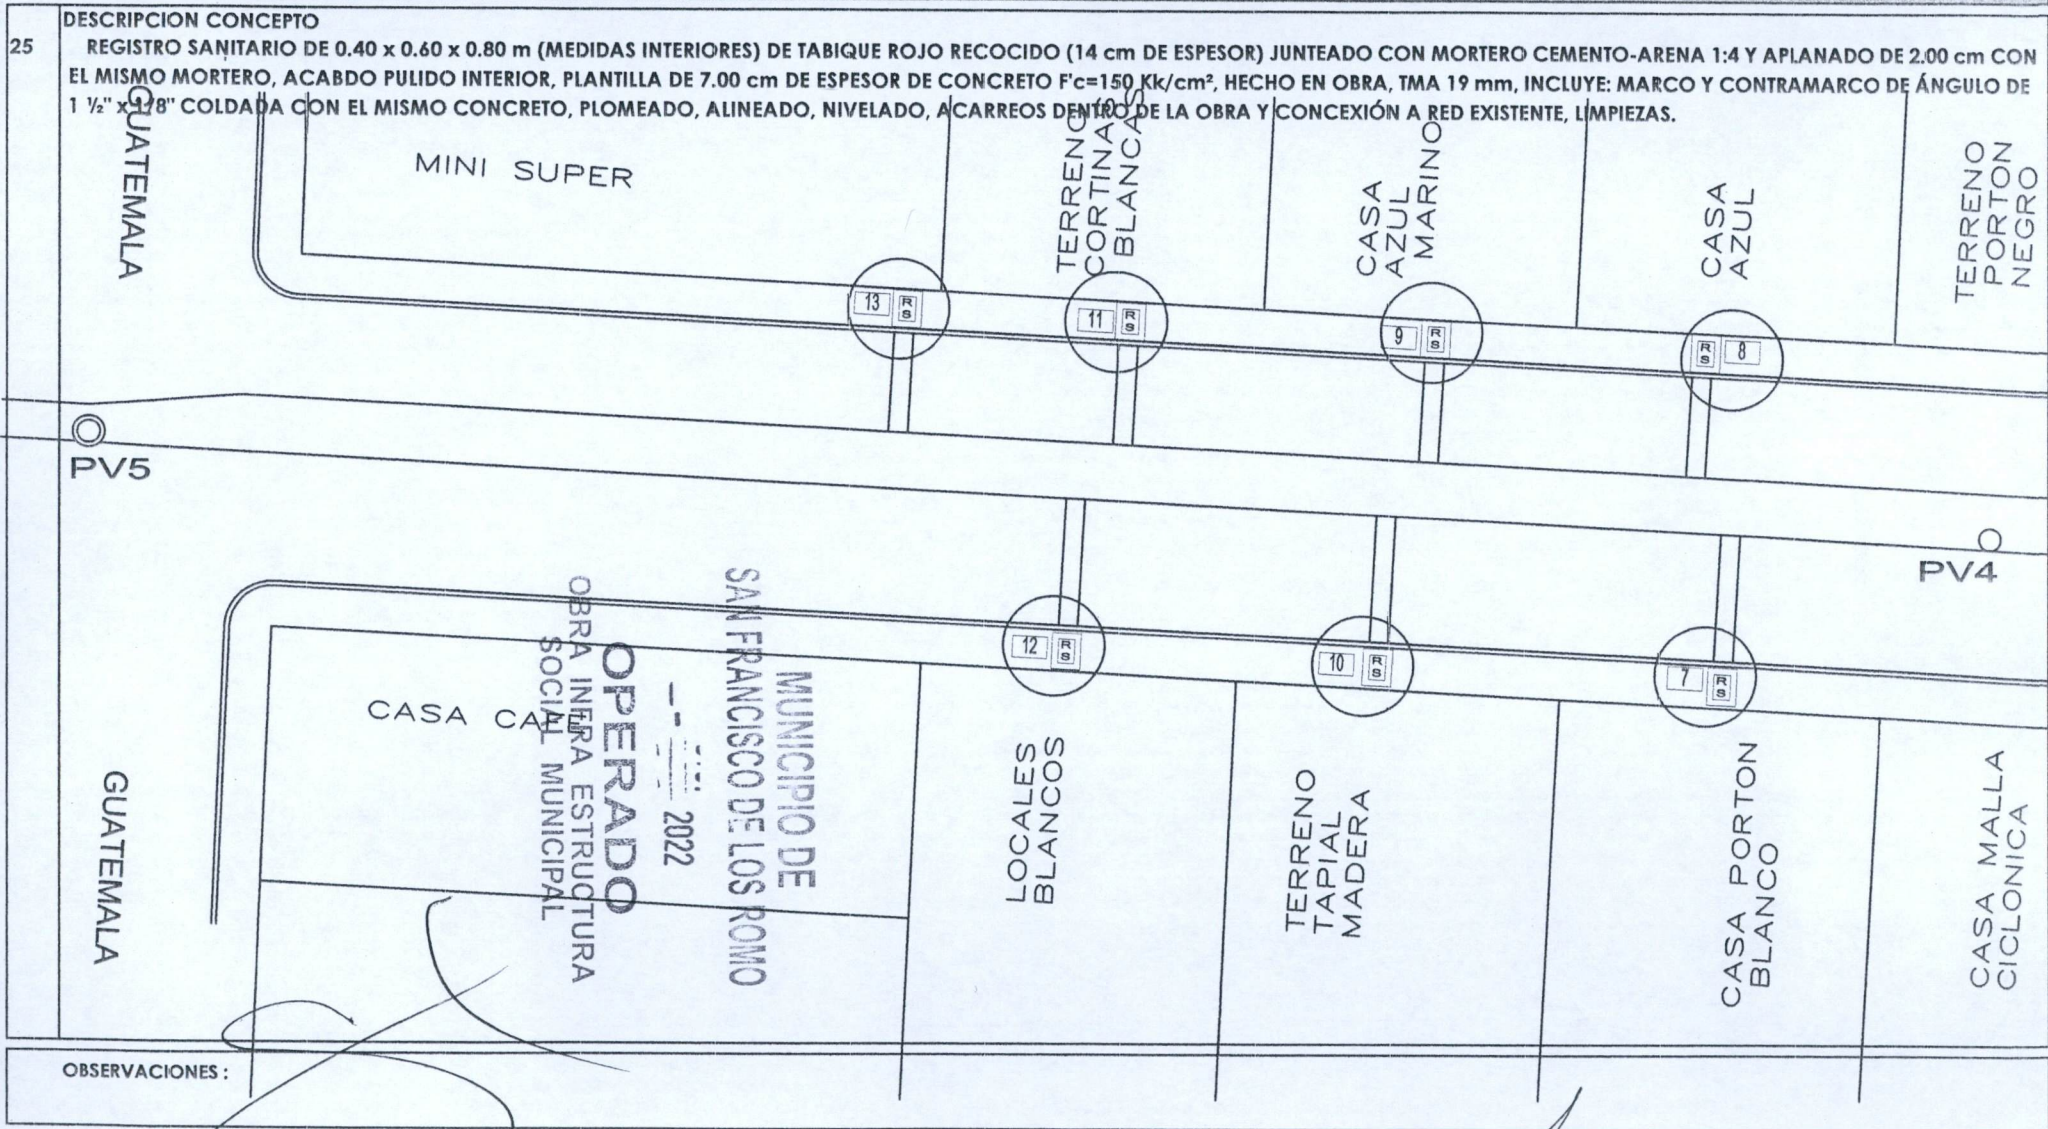 DESCRIPCION CONCEPTO
25
REGISTRO SANITARIO DE 0.40 x 0.60 x 0.80 m (MEDIDAS INTERIORES) DE TABIQUE ROJO RECOCIDO (14 cm DE ESPESOR) JUNTEADO CON MORTERO CEMENTO-ARENA 1:4 Y APLANADO DE 2.00 cm CON
EL MISMO MORTERO, ACABDO PULIDO INTERIOR, PLANTILLA DE 7.00 cm DE ESPESOR DE CONCRETO F'c=150 Kk/cm², HECHO EN OBRA, TMA 19 mm, INCLUYE: MARCO Y CONTRAMARCO DE ÁNGULO DE
1 ½" x 1/8" COLDADA CON EL MISMO CONCRETO, PLOMEADO, ALINEADO, NIVELADO, ACARREOS DENTRO DE LA OBRA Y CONCEXIÓN A RED EXISTENTE, LIMPIEZAS.
GUATEMALA
MINI SUPER
TERRENO
CORTINAS
BLANCAS
CASA
AZUL
MARINO
CASA
AZUL
TERRENO
PORTON
NEGRO
13
RS
11
RS
9
RS
RS
8
PV5
PV4
12
RS
10
RS
7
RS
CASA CAFE
GUATEMALA
MUNICIPIO DE
SAN FRANCISCO DE LOS ROMO
2022
OPERADO
OBRA INFRA ESTRUCTURA
SOCIAL MUNICIPAL
LOCALES
BLANCOS
TERRENO
TAPIAL
MADERA
CASA PORTON
BLANCO
CASA MALLA
CICLONICA
OBSERVACIONES :